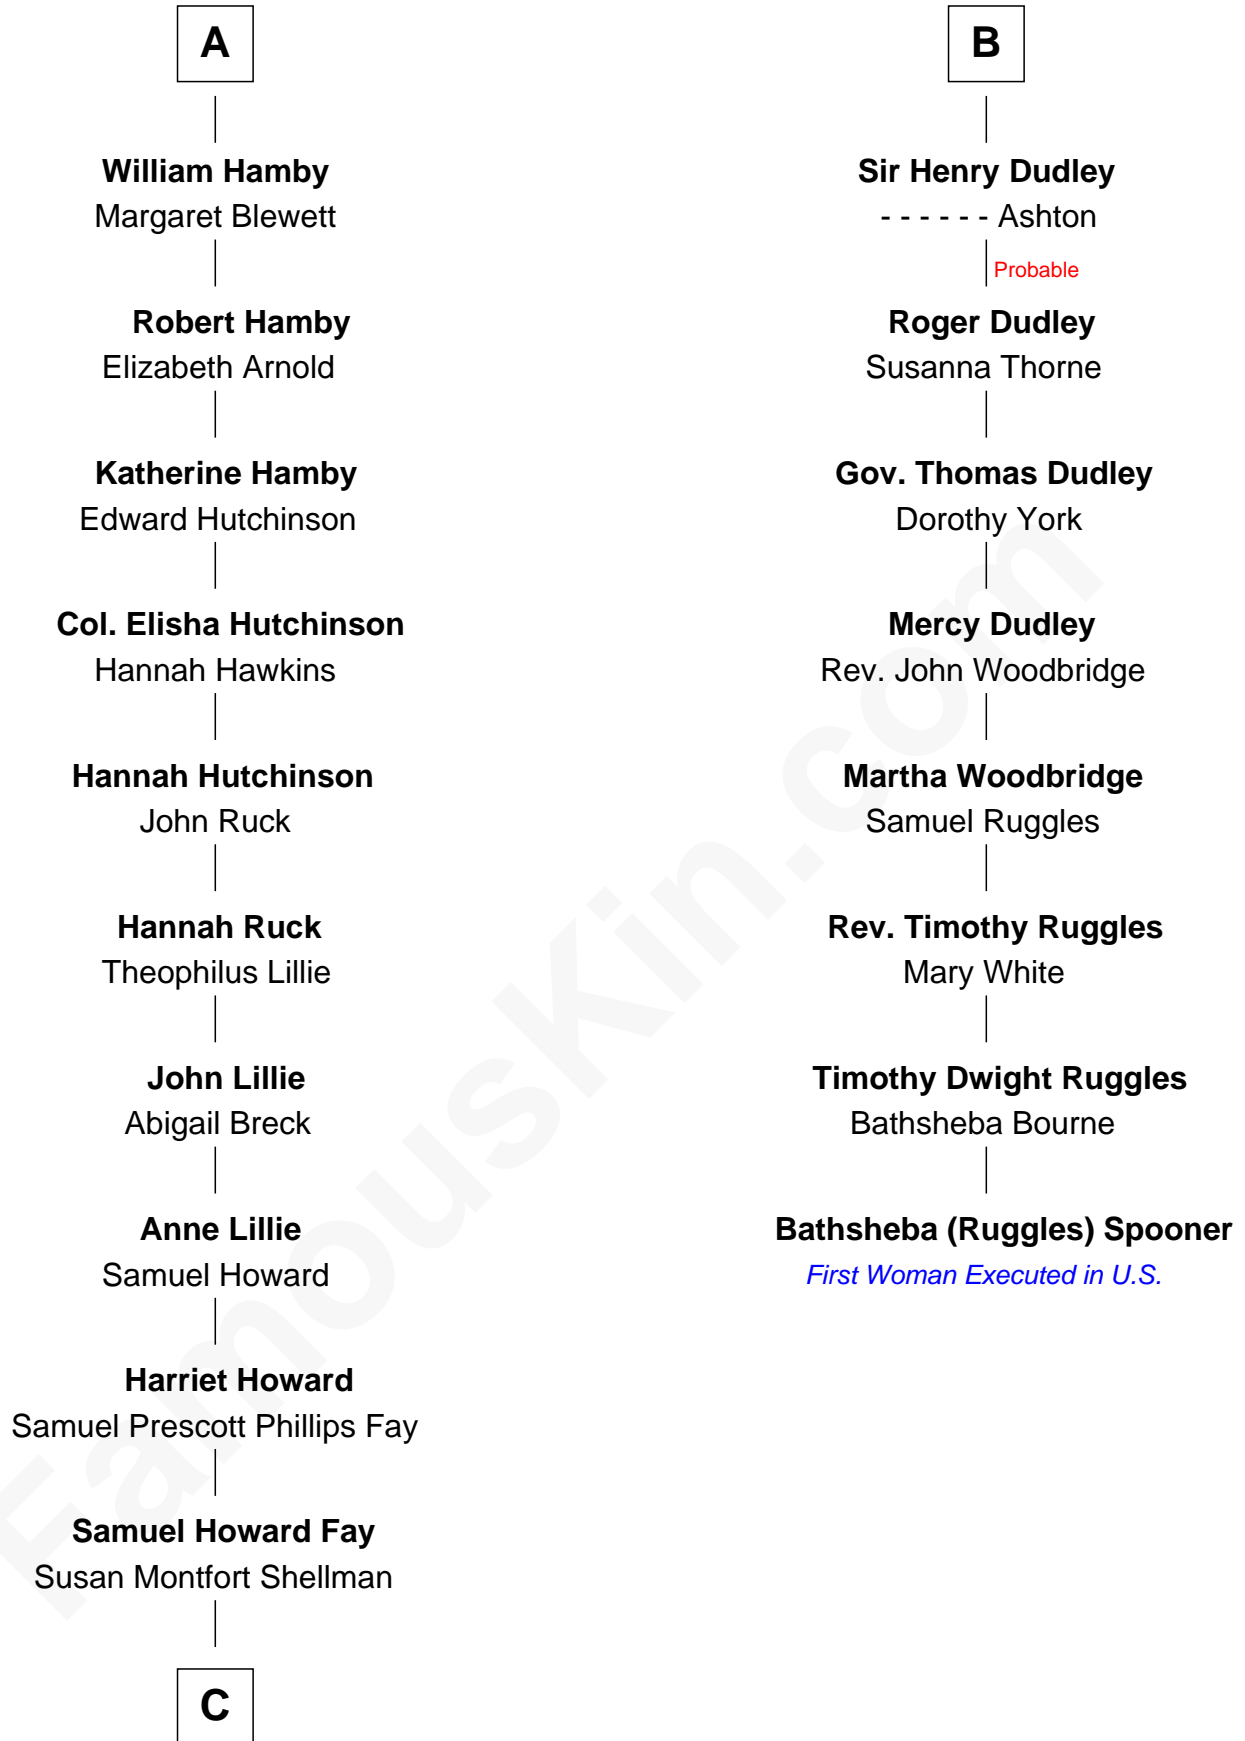 A
William Hamby
Margaret Blewett
Robert Hamby
Elizabeth Arnold
Katherine Hamby
Edward Hutchinson
Col. Elisha Hutchinson
Hannah Hawkins
Hannah Hutchinson
John Ruck
Hannah Ruck
Theophilus Lillie
John Lillie
Abigail Breck
Anne Lillie
Samuel Howard
Harriet Howard
Samuel Prescott Phillips Fay
Samuel Howard Fay
Susan Montfort Shellman
C
B
Sir Henry Dudley
- - - - - - Ashton
Probable
Roger Dudley
Susanna Thorne
Gov. Thomas Dudley
Dorothy York
Mercy Dudley
Rev. John Woodbridge
Martha Woodbridge
Samuel Ruggles
Rev. Timothy Ruggles
Mary White
Timothy Dwight Ruggles
Bathsheba Bourne
Bathsheba (Ruggles) Spooner
First Woman Executed in U.S.
FamousKin.com